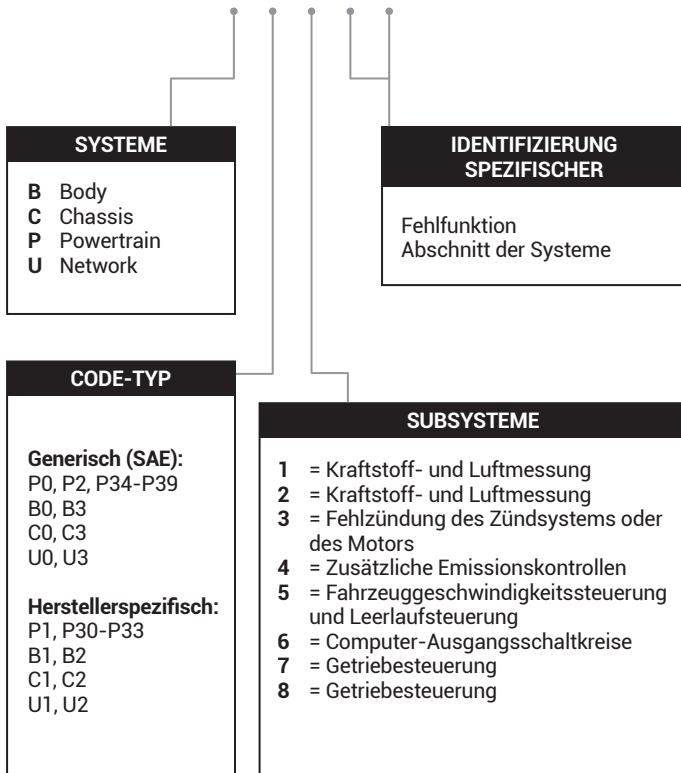 SYSTEME
B Body
C Chassis
P Powertrain
U Network
IDENTIFIZIERUNG
SPEZIFISCHER
Fehlfunktion
Abschnitt der Systeme
CODE-TYP
Generisch (SAE):
P0, P2, P34-P39
B0, B3
C0, C3
U0, U3
Herstellerspezifisch:
P1, P30-P33
B1, B2
C1, C2
U1, U2
SUBSYSTEME
1 = Kraftstoff- und Luftmessung
2 = Kraftstoff- und Luftmessung
3 = Fehlzündung des Zündsystems oder
des Motors
4 = Zusätzliche Emissionskontrollen
5 = Fahrzeuggeschwindigkeitssteuerung
und Leerlaufsteuerung
6 = Computer-Ausgangsschaltkreise
7 = Getriebesteuerung
8 = Getriebesteuerung